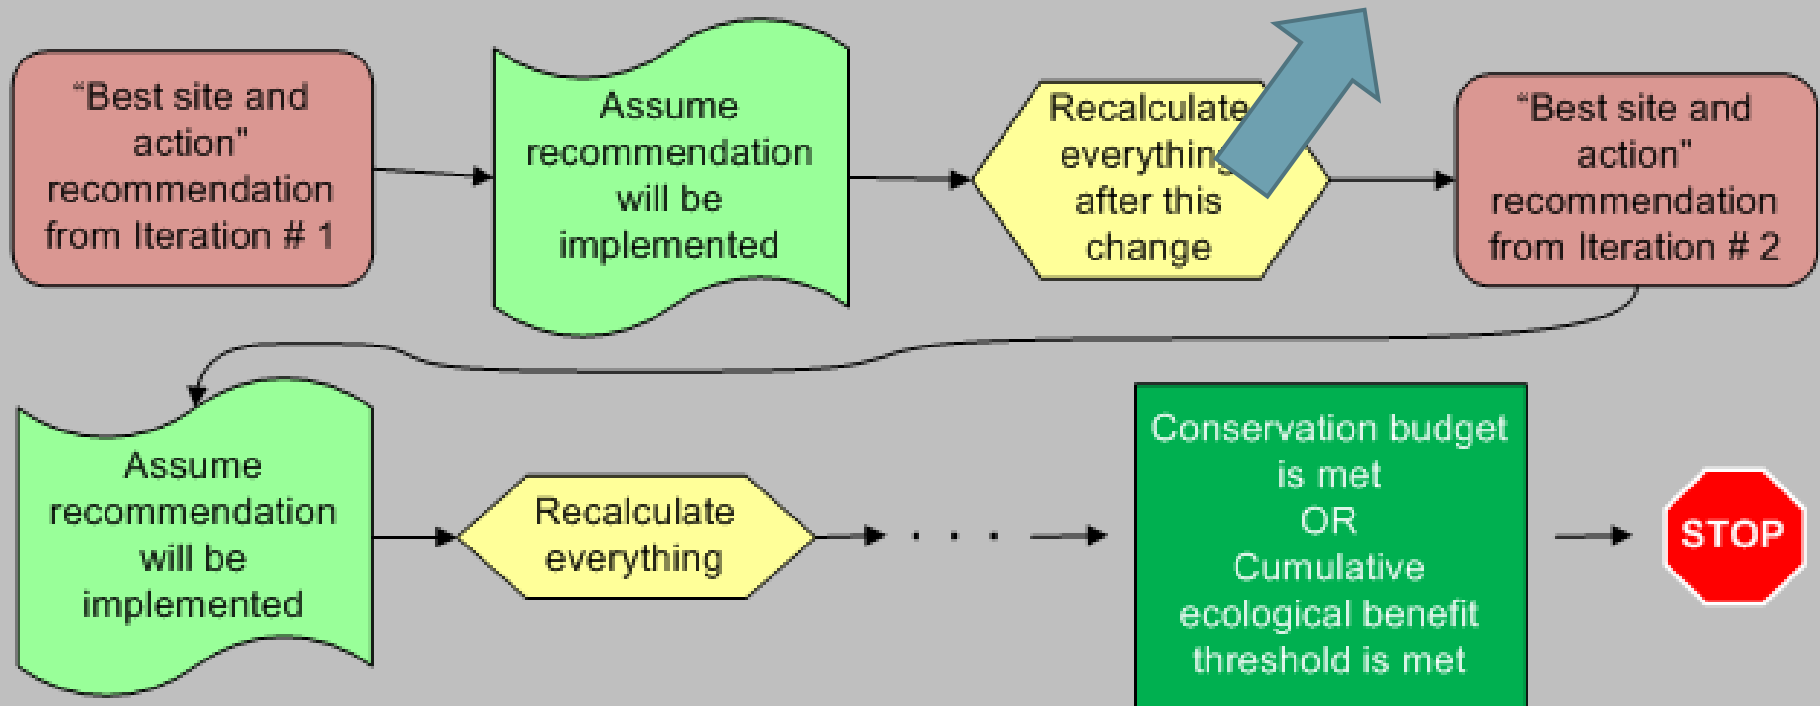 “Best site and
action"
recommendation
from Iteration # 1
Assume
recommendation
will be
implemented
Recalculate
everything
after this
change
“Best site and
action”
recommendation
from Iteration # 2
Assume
recommendation
will be
implemented
Recalculate
everything
. . .
Conservation budget
is met
OR
Cumulative
ecological benefit
threshold is met
STOP